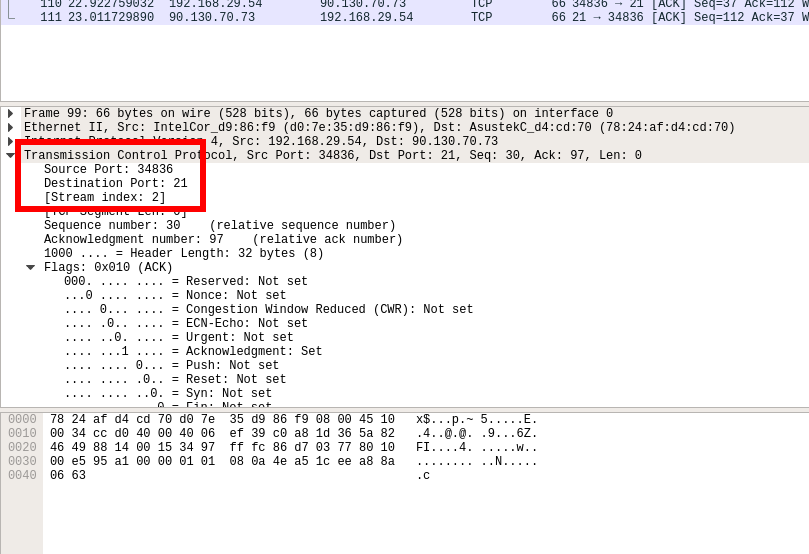 110 22.922759032 192.168.29.54 90.130.70.73 TCP 66 34836 → 21 [ACK] Seq=37 Ack=112 W
111 23.011729890 90.130.70.73 192.168.29.54 TCP 66 21 → 34836 [ACK] Seq=112 Ack=37 W
Frame 99: 66 bytes on wire (528 bits), 66 bytes captured (528 bits) on interface 0
Ethernet II, Src: IntelCor_d9:86:f9 (d0:7e:35:d9:86:f9), Dst: AsustekC_d4:cd:70 (78:24:af:d4:cd:70)
Internet Protocol Version 4, Src: 192.168.29.54, Dst: 90.130.70.73
Transmission Control Protocol, Src Port: 34836, Dst Port: 21, Seq: 30, Ack: 97, Len: 0
Source Port: 34836
Destination Port: 21
[Stream index: 2]
[TCP Segment Len: 0]
Sequence number: 30 (relative sequence number)
Acknowledgment number: 97 (relative ack number)
1000 .... = Header Length: 32 bytes (8)
Flags: 0x010 (ACK)
000. .... .... = Reserved: Not set
...0 .... .... = Nonce: Not set
.... 0... .... = Congestion Window Reduced (CWR): Not set
.... .0.. .... = ECN-Echo: Not set
.... ..0. .... = Urgent: Not set
.... ...1 .... = Acknowledgment: Set
.... .... 0... = Push: Not set
.... .... .0.. = Reset: Not set
.... .... ..0. = Syn: Not set
.... .... ...0 = Fin: Not set
0000 78 24 af d4 cd 70 d0 7e 35 d9 86 f9 08 00 45 10 x$...p.~ 5.....E.
0010 00 34 cc d0 40 00 40 06 ef 39 c0 a8 1d 36 5a 82 .4..@.@. .9...6Z.
0020 46 49 88 14 00 15 34 97 ff fc 86 d7 03 77 80 10 FI....4. .....w..
0030 00 e5 95 a1 00 00 01 01 08 0a 4e a5 1c ee a8 8a ........ ..N.....
0040 06 63 .c